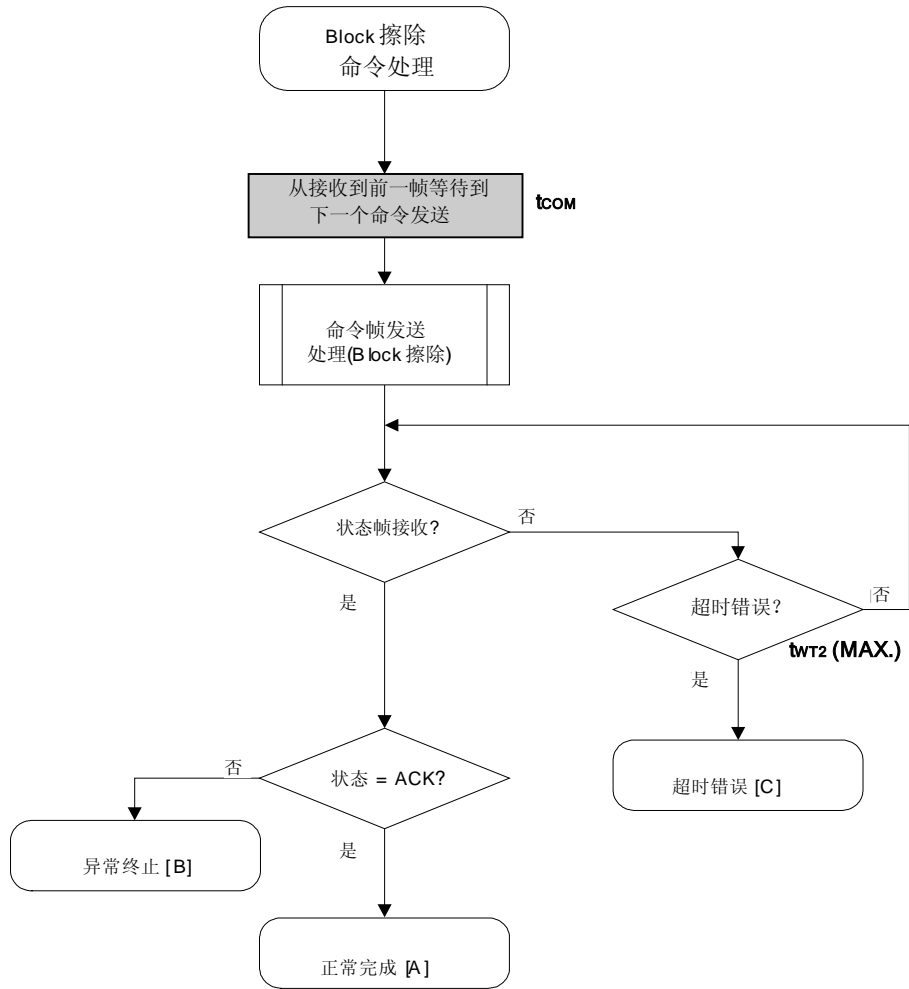 Block 擦除
命令处理
从接收到前一帧等待到
下一个命令发送
tCOM
命令帧发送
处理(Block 擦除)
状态帧接收?
否
是
超时错误?
否
tWT2 (MAX.)
是
超时错误 [C]
状态 = ACK?
否
是
异常终止 [B]
正常完成 [A]